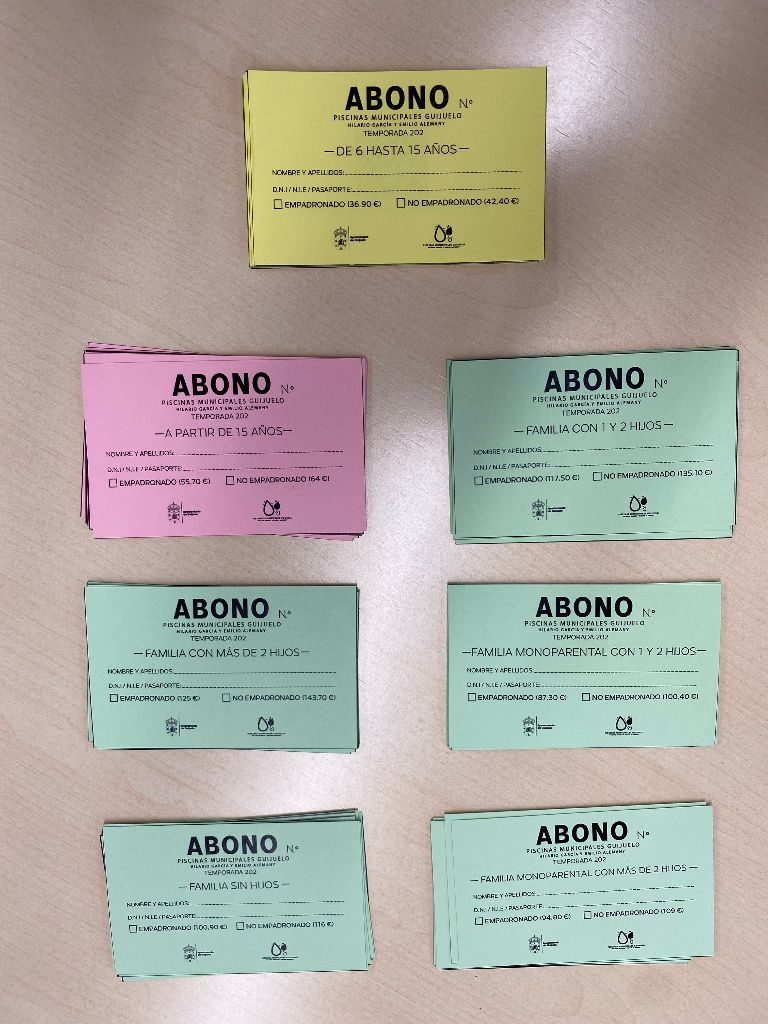 ABONO Nº
PISCINAS MUNICIPALES GUIJUELO
HILARIO GARCÍA Y EMILIO ALEMANY
TEMPORADA 202
—DE 6 HASTA 15 AÑOS—
NOMBRE Y APELLIDOS:
D.N.I / N.I.E / PASAPORTE:
EMPADRONADO (36,90 €) NO EMPADRONADO (42,40 €)
ABONO Nº
PISCINAS MUNICIPALES GUIJUELO
HILARIO GARCÍA Y EMILIO ALEMANY
TEMPORADA 202
—A PARTIR DE 15 AÑOS—
NOMBRE Y APELLIDOS:
D.N.I / N.I.E / PASAPORTE:
EMPADRONADO (55,70 €) NO EMPADRONADO (64 €)
ABONO Nº
PISCINAS MUNICIPALES GUIJUELO
HILARIO GARCÍA Y EMILIO ALEMANY
TEMPORADA 202
—FAMILIA CON 1 Y 2 HIJOS—
NOMBRE Y APELLIDOS:
D.N.I / N.I.E / PASAPORTE:
EMPADRONADO (117,50 €) NO EMPADRONADO (135,10 €)
ABONO Nº
PISCINAS MUNICIPALES GUIJUELO
HILARIO GARCÍA Y EMILIO ALEMANY
TEMPORADA 202
—FAMILIA CON MÁS DE 2 HIJOS—
NOMBRE Y APELLIDOS:
D.N.I / N.I.E / PASAPORTE:
EMPADRONADO (125 €) NO EMPADRONADO (143,70 €)
ABONO Nº
PISCINAS MUNICIPALES GUIJUELO
HILARIO GARCÍA Y EMILIO ALEMANY
TEMPORADA 202
—FAMILIA MONOPARENTAL CON 1 Y 2 HIJOS—
NOMBRE Y APELLIDOS:
D.N.I / N.I.E / PASAPORTE:
EMPADRONADO (87,30 €) NO EMPADRONADO (100,40 €)
ABONO Nº
PISCINAS MUNICIPALES GUIJUELO
HILARIO GARCÍA Y EMILIO ALEMANY
TEMPORADA 202
—FAMILIA SIN HIJOS—
NOMBRE Y APELLIDOS:
D.N.I / N.I.E / PASAPORTE:
EMPADRONADO (100,90 €) NO EMPADRONADO (116 €)
ABONO Nº
PISCINAS MUNICIPALES GUIJUELO
HILARIO GARCÍA Y EMILIO ALEMANY
TEMPORADA 202
—FAMILIA MONOPARENTAL CON MÁS DE 2 HIJOS—
NOMBRE Y APELLIDOS:
D.N.I / N.I.E / PASAPORTE:
EMPADRONADO (94,80 €) NO EMPADRONADO (109 €)